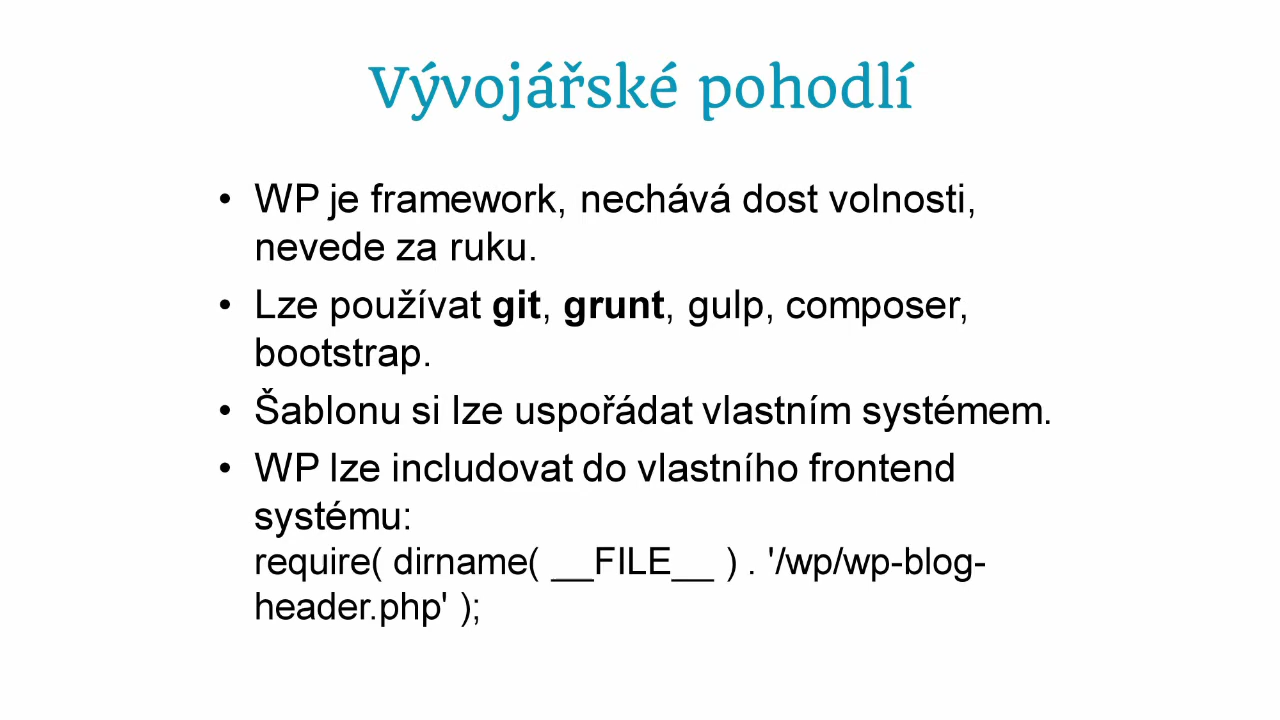 Vývojářské pohodlí
• WP je framework, nechává dost volnosti,
nevede za ruku.
• Lze používat git, grunt, gulp, composer,
bootstrap.
• Šablonu si lze uspořádat vlastním systémem.
• WP lze includovat do vlastního frontend
systému:
require( dirname( __FILE__ ) . '/wp/wp-blog-
header.php' );